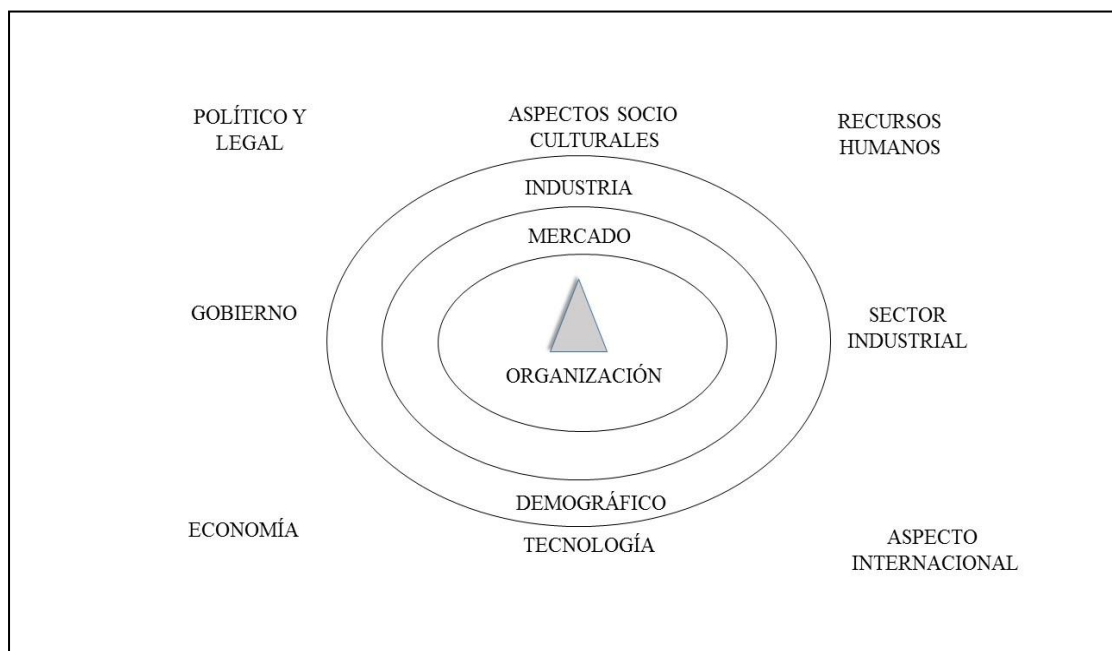 POLÍTICO Y
LEGAL
ASPECTOS SOCIO
CULTURALES
RECURSOS
HUMANOS
INDUSTRIA
MERCADO
GOBIERNO
SECTOR
INDUSTRIAL
ORGANIZACIÓN
DEMOGRÁFICO
ECONOMÍA
TECNOLOGÍA
ASPECTO
INTERNACIONAL